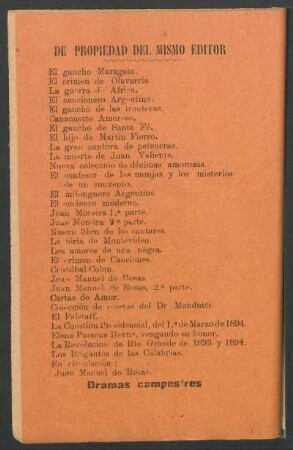 DE PROPIEDAD DEL MISMO EDITOR
El gaucho Maragato.
El crimen de Olavarría
La guerra de Africa.
El cancionero Argentino.
El gaucho de las fronteras.
Canzonette Amorose.
El gaucho de Santa Fé.
El hijo de Martin Fierro.
La gran cantora de peteneras.
La muerte de Juan Valiente.
Nueva coleccion de décimas amorosas.
El confesor de las monjas y los misterios
de un convento.
El milonguero Argentino
El cocinero moderno.
Juan Moreira 1.ª parte.
Juan Moreira 2.ª parte.
Nuevo libro de los cantares.
La feria de Montevideo.
Los amores de una negra.
El crimen de Canciones.
Cristóbal Colon.
Juan Manuel de Rosas.
Juan Manuel de Rosas, 2.ª parte.
Cartas de Amor.
Coleccion de del Dr Mandutti.
El Falstaff.
La Cuestion Presidencial, del 1.º de Marzo de 1894.
Elena Parsons Horne, vengando su honor.
La Revolucion de Rio Grande de 1893 y 1894.
Los Brigantes de las Calabrias.
En circulacion:
Juan Manuel de Rosas.
Dramas campestres